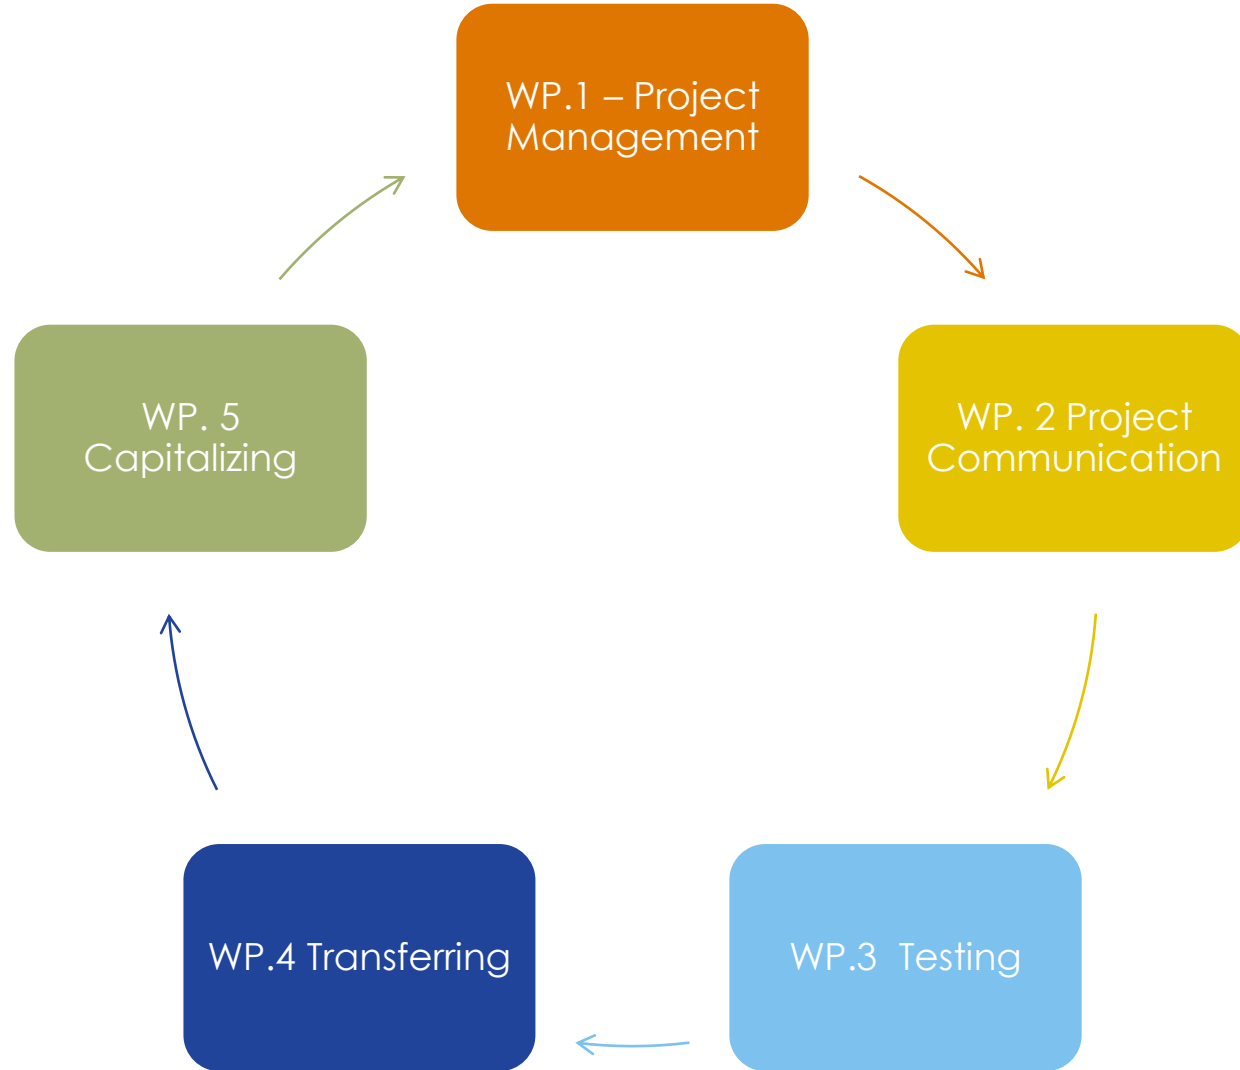 WP.1 – Project
Management
WP. 2 Project
Communication
WP.3  Testing
WP.4 Transferring
WP. 5
Capitalizing